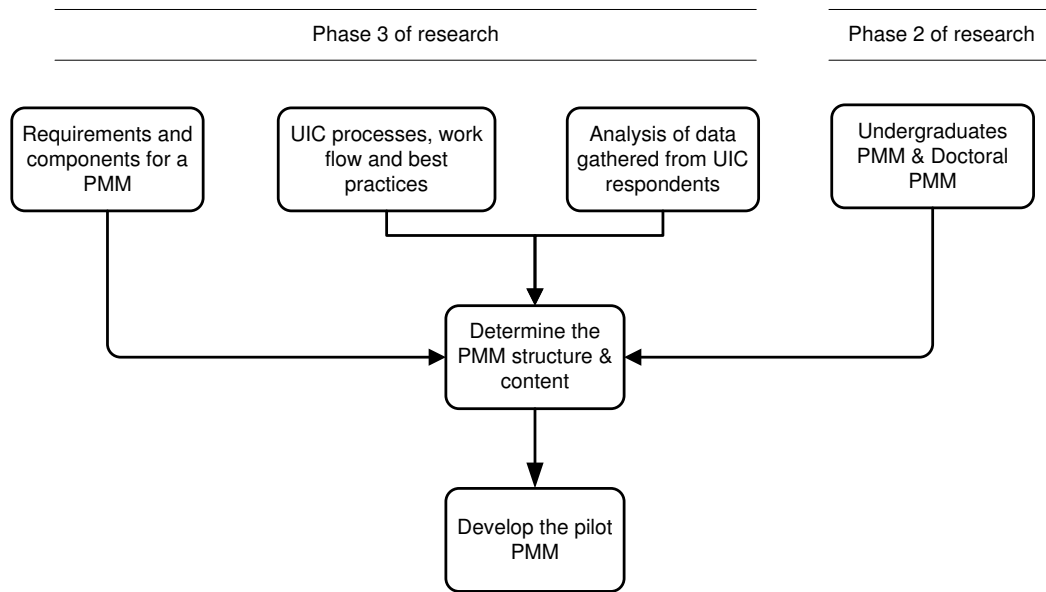 Phase 3 of research
Phase 2 of research
Requirements and
components for a
PMM
UIC processes, work
flow and best
practices
Analysis of data
gathered from UIC
respondents
Undergraduates
PMM & Doctoral
PMM
Determine the
PMM structure &
content
Develop the pilot
PMM